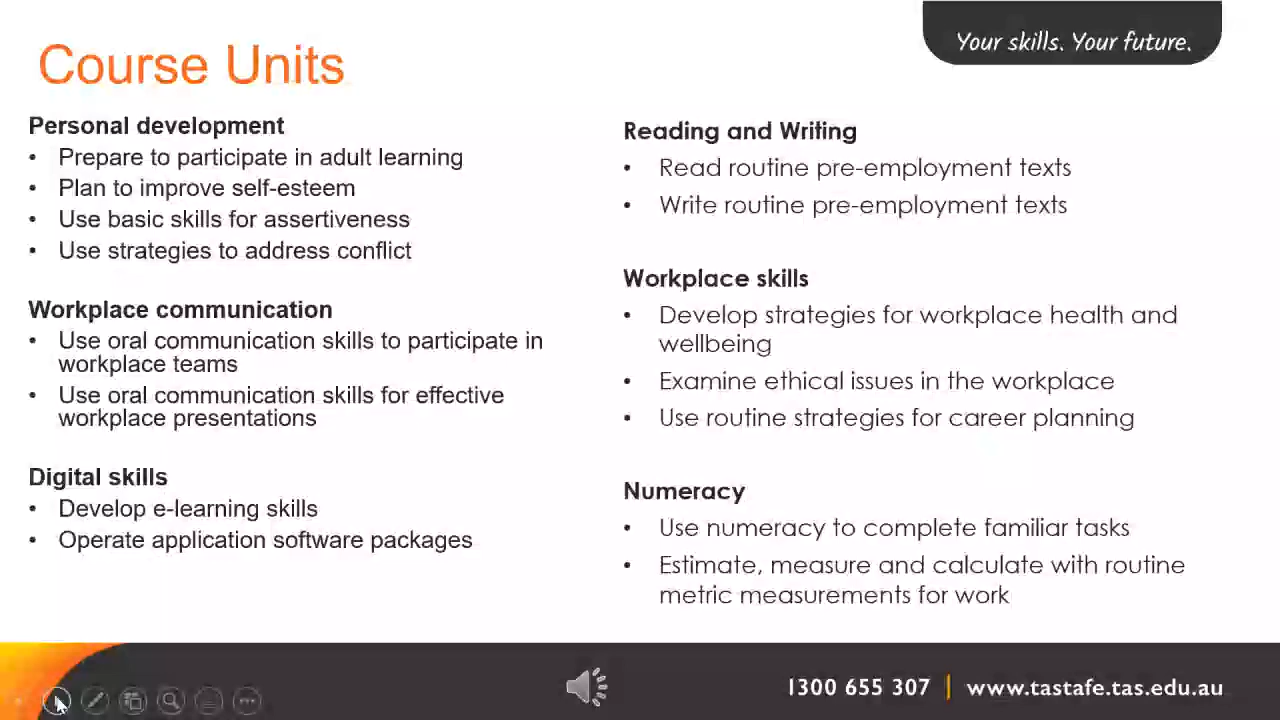 Your skills. Your future.
Course Units
Personal development
• Prepare to participate in adult learning
• Plan to improve self-esteem
• Use basic skills for assertiveness
• Use strategies to address conflict
Workplace communication
• Use oral communication skills to participate in
workplace teams
• Use oral communication skills for effective
workplace presentations
Digital skills
• Develop e-learning skills
• Operate application software packages
Reading and Writing
• Read routine pre-employment texts
• Write routine pre-employment texts
Workplace skills
• Develop strategies for workplace health and
wellbeing
• Examine ethical issues in the workplace
• Use routine strategies for career planning
Numeracy
• Use numeracy to complete familiar tasks
• Estimate, measure and calculate with routine
metric measurements for work
1300 655 307 | www.tastafe.tas.edu.au